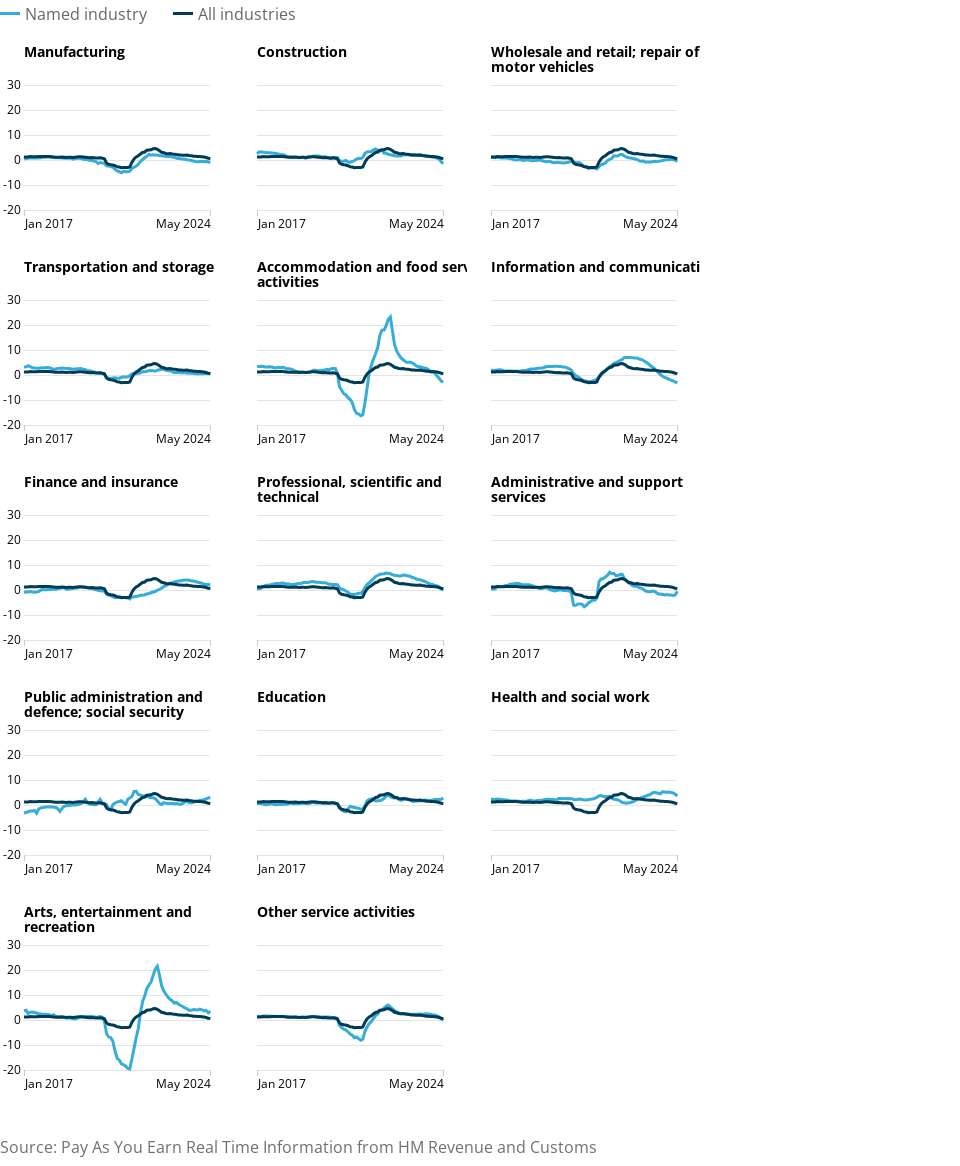 Named industry All industries
Manufacturing
30
20
10
0
-10
-20
Jan 2017 May 2024
Construction
Jan 2017 May 2024
Wholesale and retail; repair of
motor vehicles
Jan 2017 May 2024
Transportation and storage
30
20
10
0
-10
-20
Jan 2017 May 2024
Accommodation and food serv
activities
Jan 2017 May 2024
Information and communicati
Jan 2017 May 2024
Finance and insurance
30
20
10
0
-10
-20
Jan 2017 May 2024
Professional, scientific and
technical
Jan 2017 May 2024
Administrative and support
services
Jan 2017 May 2024
Public administration and
defence; social security
30
20
10
0
-10
-20
Jan 2017 May 2024
Education
Jan 2017 May 2024
Health and social work
Jan 2017 May 2024
Arts, entertainment and
recreation
30
20
10
0
-10
-20
Jan 2017 May 2024
Other service activities
Jan 2017 May 2024
Source: Pay As You Earn Real Time Information from HM Revenue and Customs